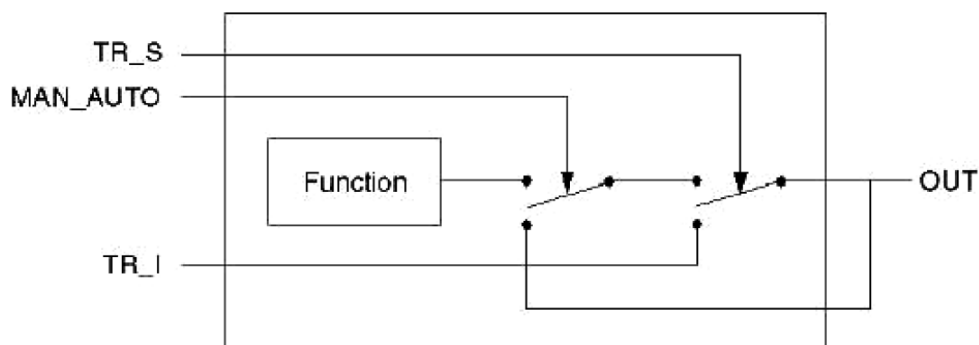 TR_S
MAN_AUTO
Function
OUT
TR_I